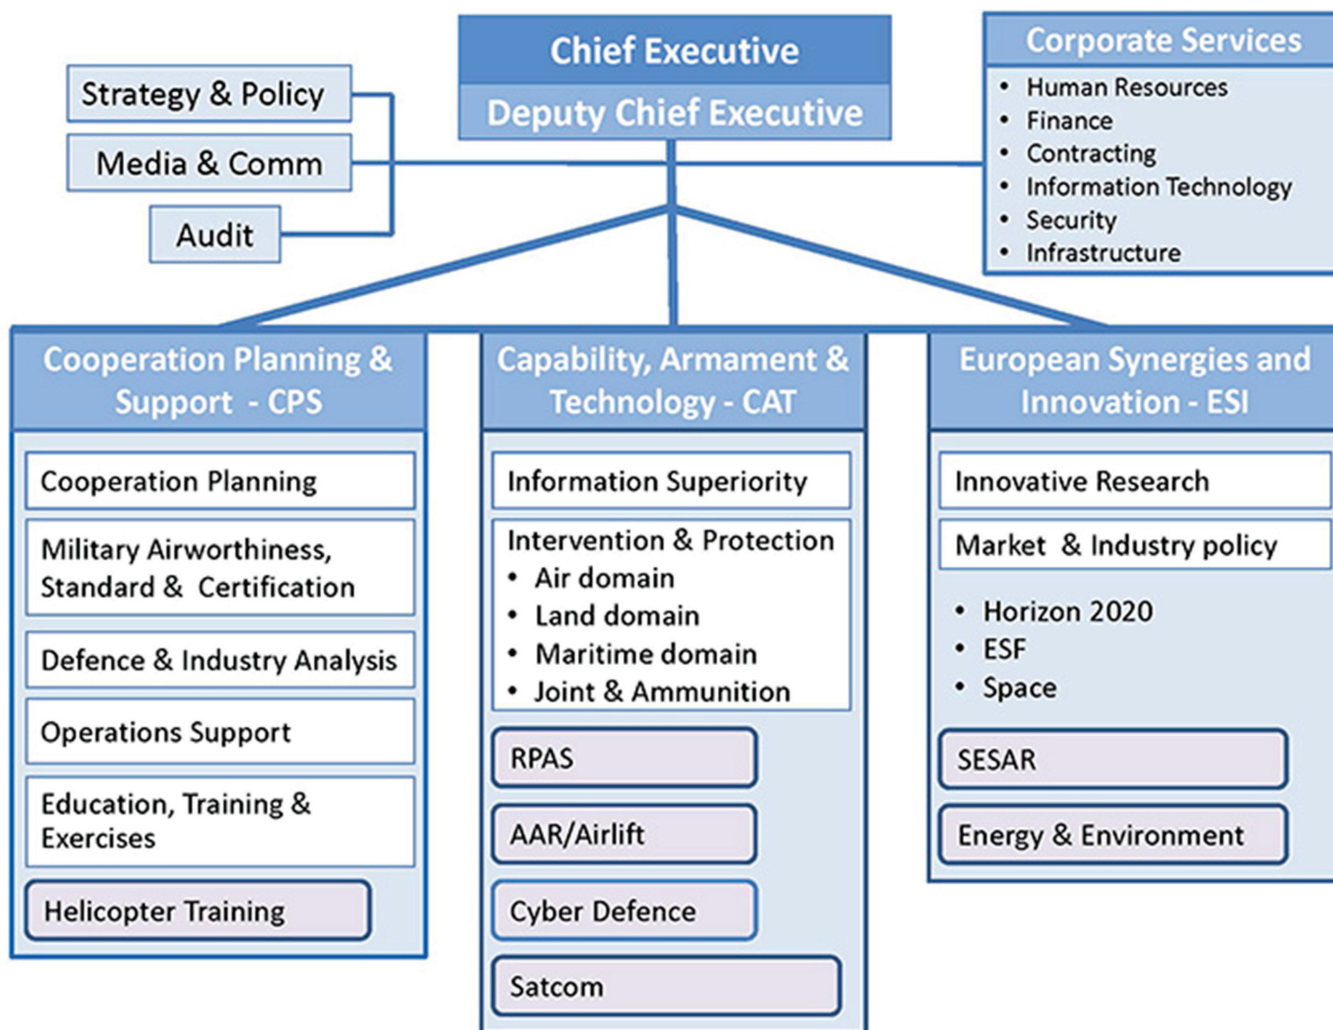 Chief Executive
Deputy Chief Executive
Strategy & Policy
Media & Comm
Audit
Corporate Services
• Human Resources
• Finance
• Contracting
• Information Technology
• Security
• Infrastructure
Cooperation Planning &
Support - CPS
Cooperation Planning
Military Airworthiness,
Standard & Certification
Defence & Industry Analysis
Operations Support
Education, Training &
Exercises
Helicopter Training
Capability, Armament &
Technology - CAT
Information Superiority
Intervention & Protection
• Air domain
• Land domain
• Maritime domain
• Joint & Ammunition
RPAS
AAR/Airlift
Cyber Defence
Satcom
European Synergies and
Innovation - ESI
Innovative Research
Market & Industry policy
• Horizon 2020
• ESF
• Space
SESAR
Energy & Environment